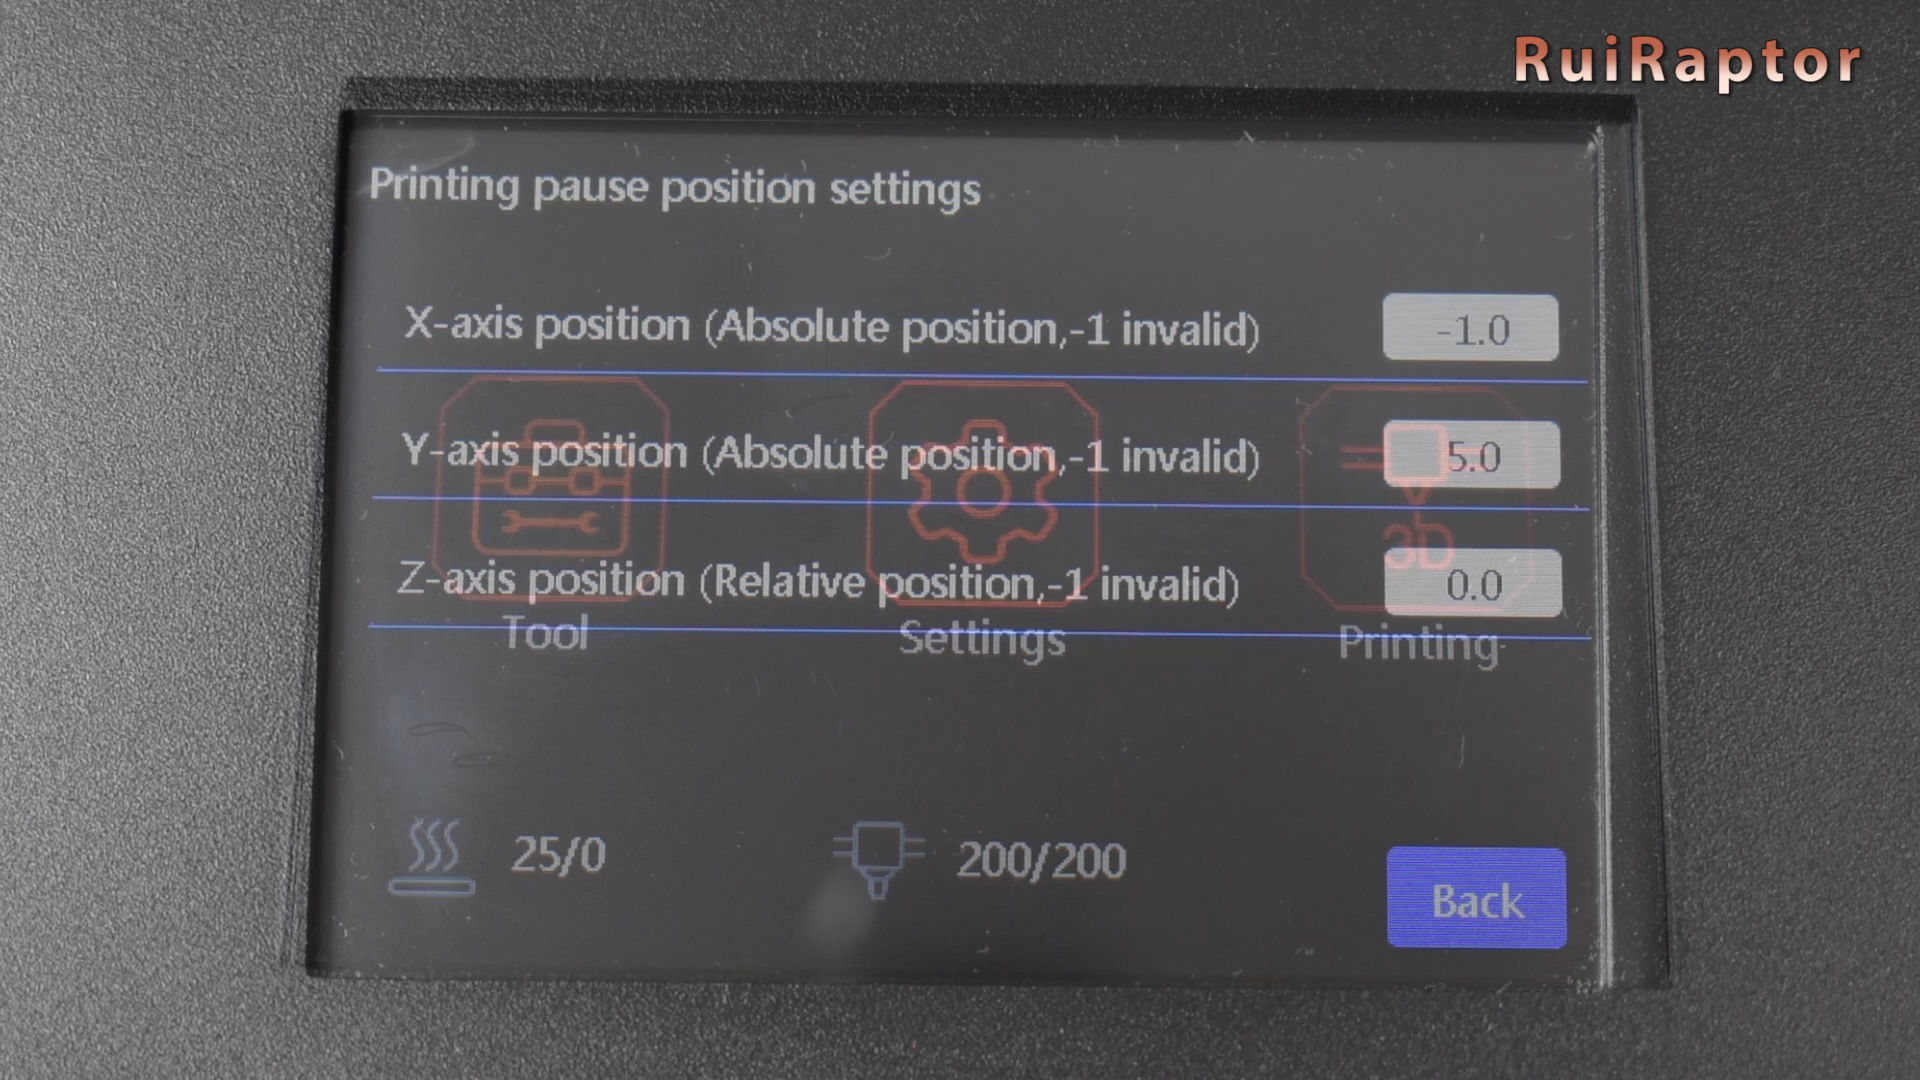 RuiRaptor
Printing pause position settings
X-axis position (Absolute position,-1 invalid) -1.0
Y-axis position (Absolute position,-1 invalid) 5.0
3D
Z-axis position (Relative position,-1 invalid) 0.0
Tool Settings Printing
25/0 200/200
Back